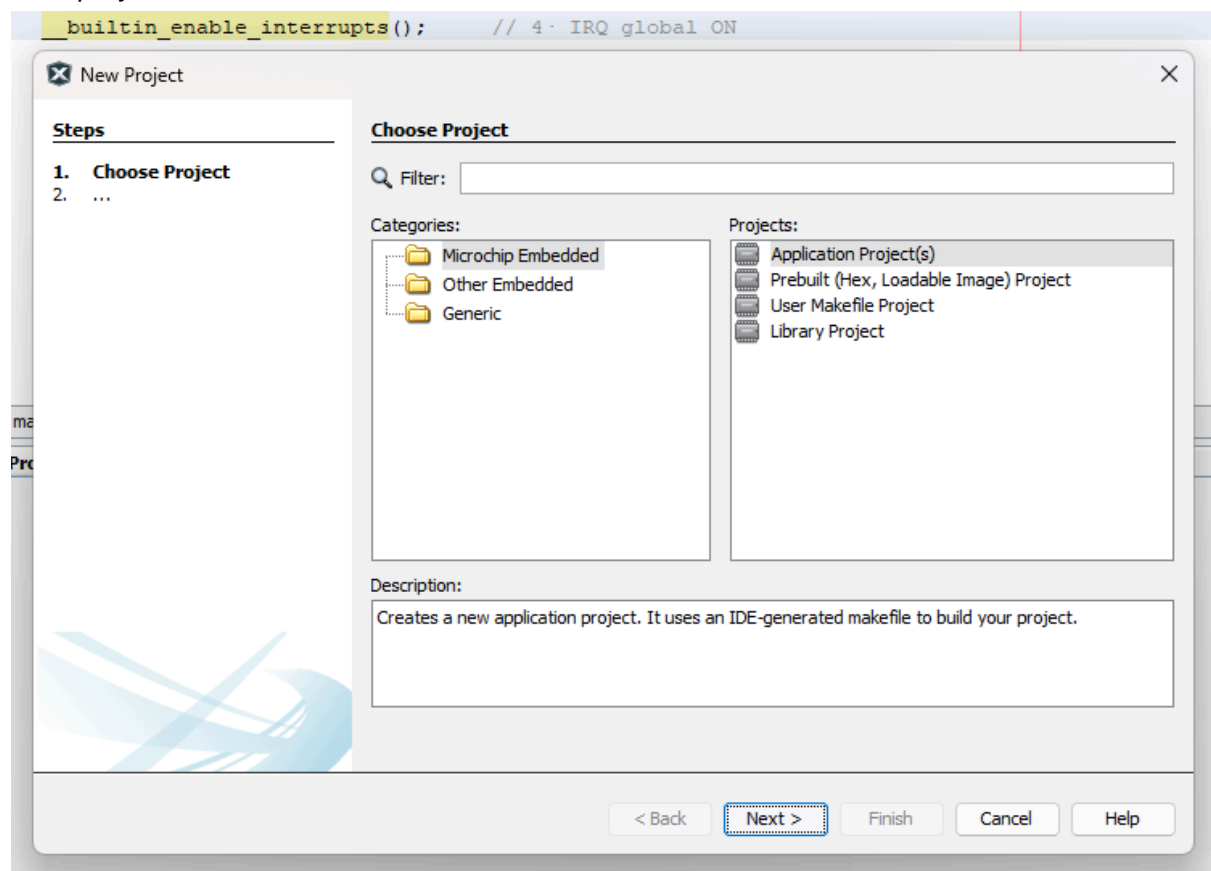 __builtin_enable_interrupts();     // 4· IRQ global ON
New Project
Steps
Choose Project
1. Choose Project
2. ...
Filter:
Categories:
Projects:
Microchip Embedded
Other Embedded
Generic
Application Project(s)
Prebuilt (Hex, Loadable Image) Project
User Makefile Project
Library Project
Description:
Creates a new application project. It uses an IDE-generated makefile to build your project.
< Back
Next >
Finish
Cancel
Help
ma
Pro